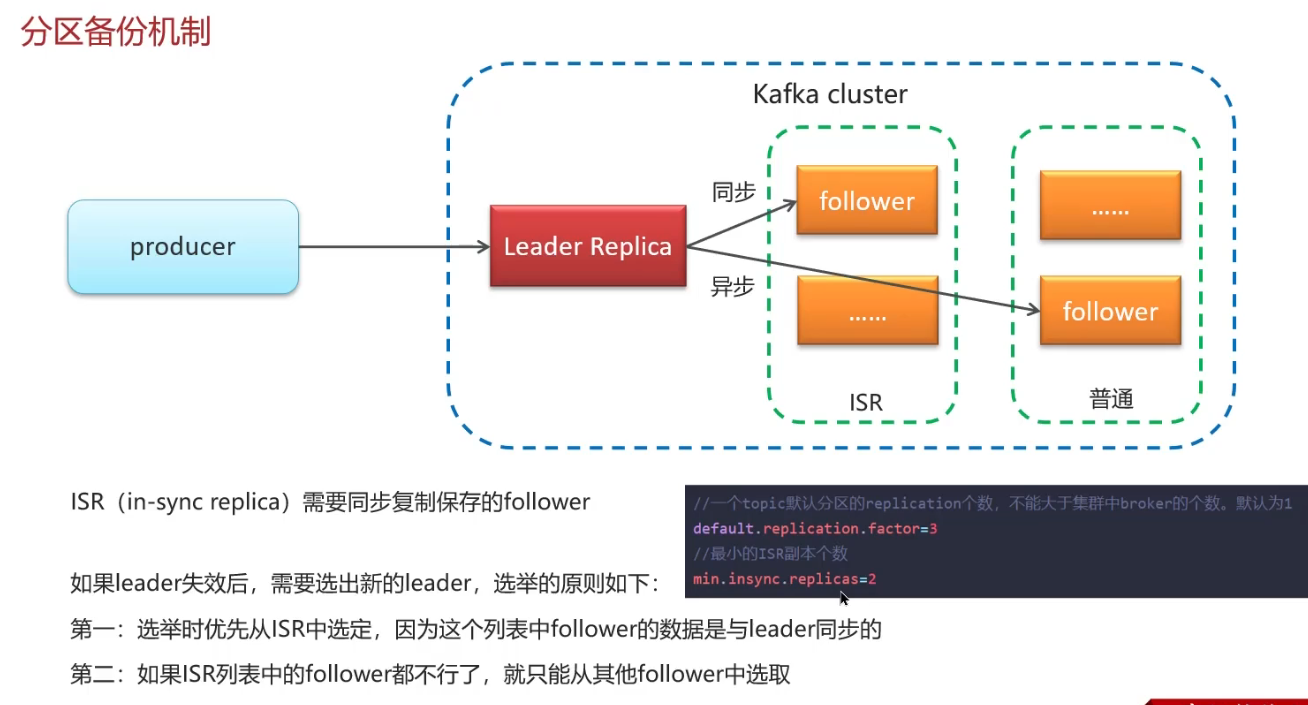 分区备份机制
Kafka cluster
producer
Leader Replica
同步
异步
follower
......
ISR
......
follower
普通
ISR（in-sync replica）需要同步复制保存的follower
//一个topic默认分区的replication个数，不能大于集群中broker的个数。默认为1
default.replication.factor=3
//最小的ISR副本个数
min.insync.replicas=2
如果leader失效后，需要选出新的leader，选举的原则如下：
第一：选举时优先从ISR中选定，因为这个列表中follower的数据是与leader同步的
第二：如果ISR列表中的follower都不行了，就只能从其他follower中选取